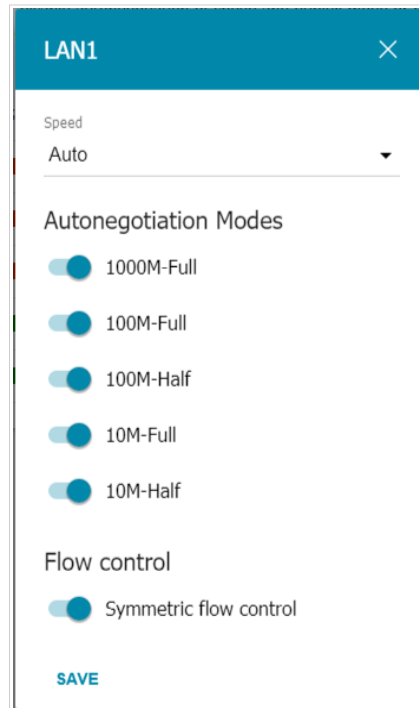 LAN1
Speed
Auto
Autonegotiation Modes
1000M-Full
100M-Full
100M-Half
10M-Full
10M-Half
Flow control
Symmetric flow control
SAVE